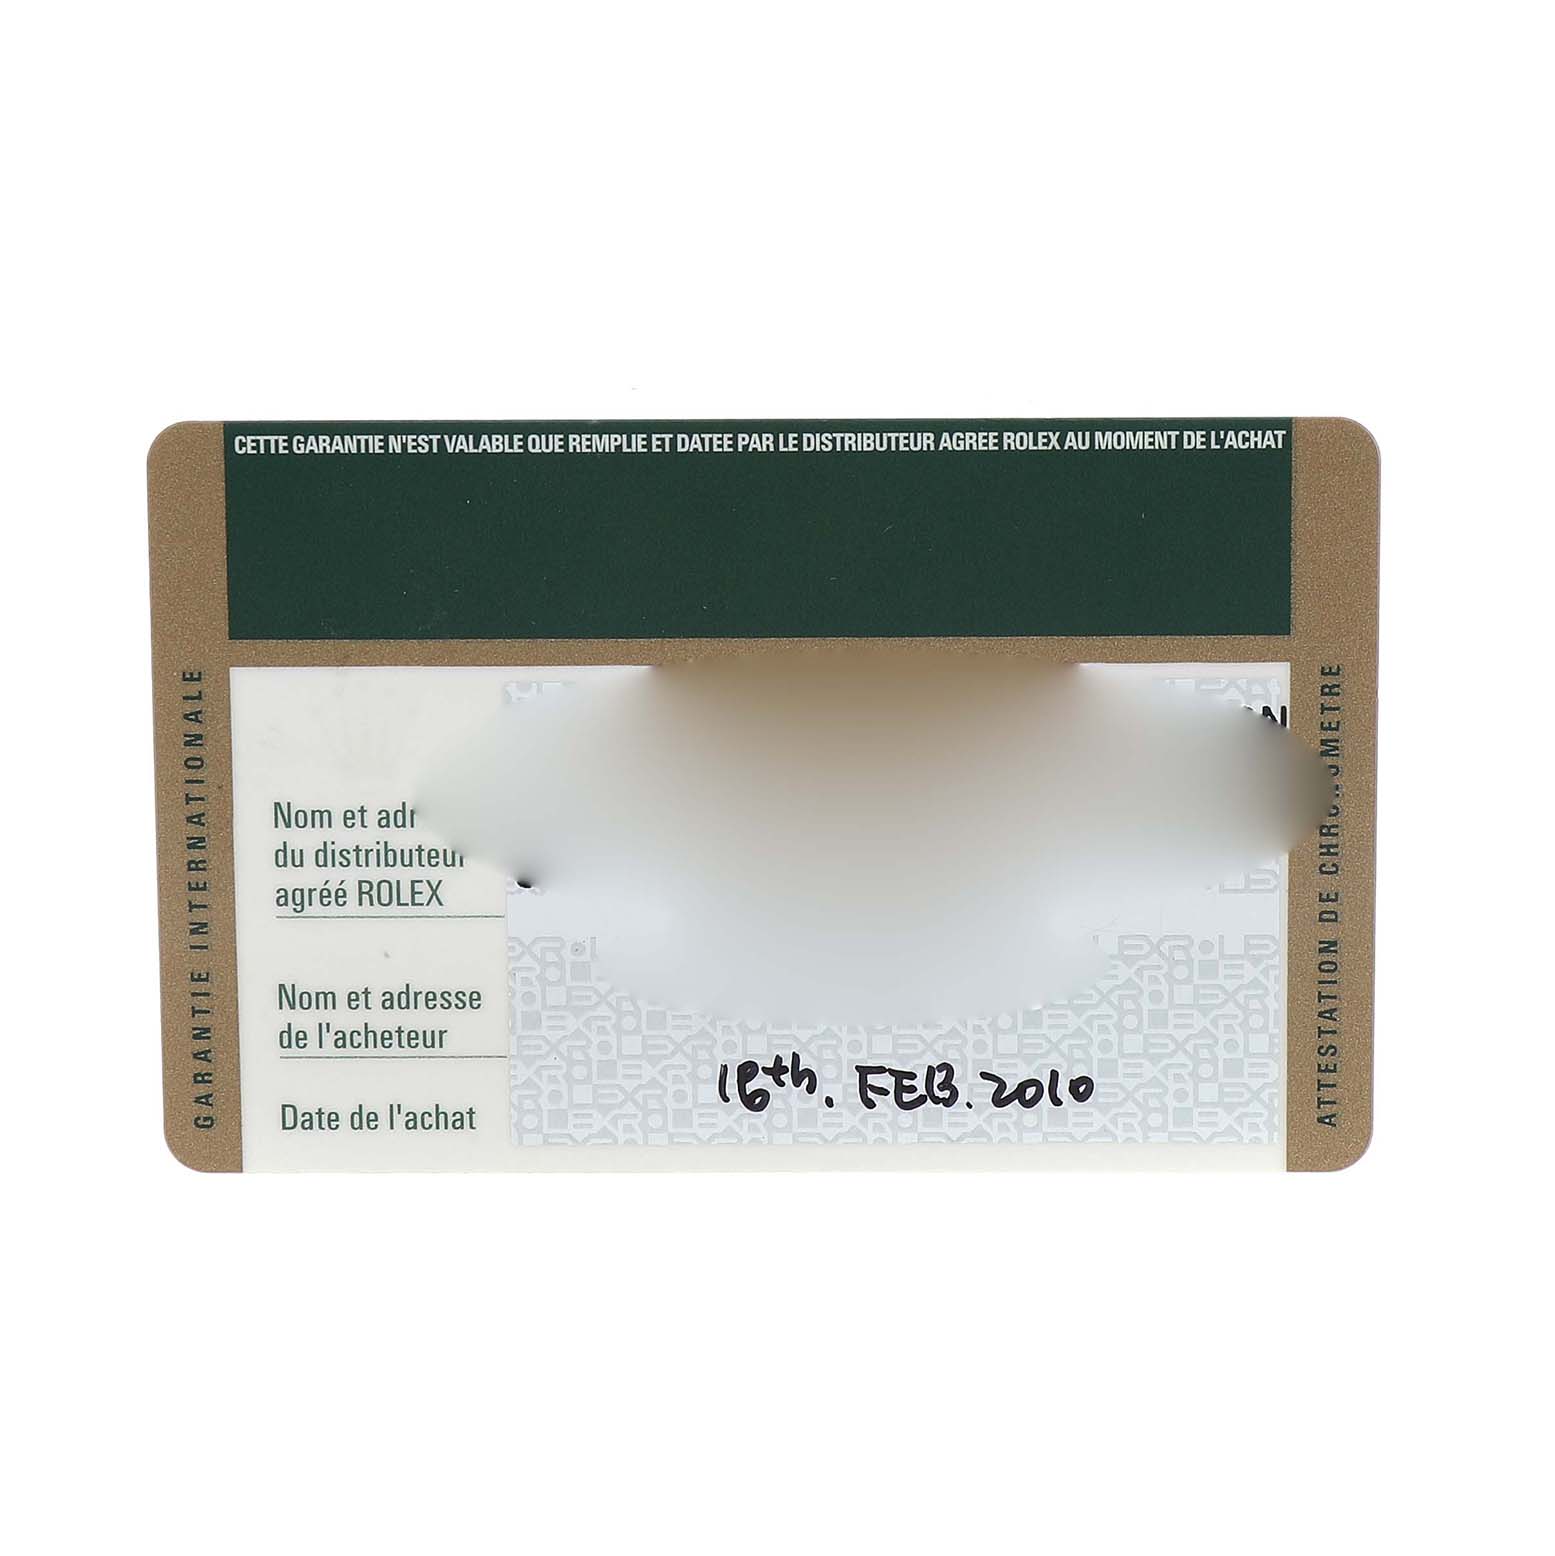 CETTE GARANTIE N'EST VALABLE QUE REMPLIE ET DATEE PAR LE DISTRIBUTEUR AGREE ROLEX AU MOMENT DE L'ACHAT
GARANTIE INTERNATIONALE
Nom et
du distributeur
agréé ROLEX
Nom et adresse
de l'acheteur
Date de l'achat
FEB. 2010
ATTESTATION DE CHRONOMETRE